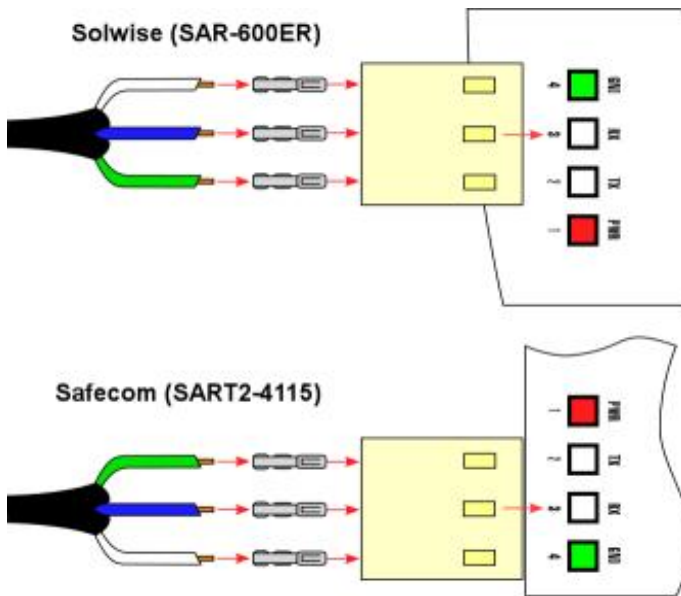 Solwise (SAR-600ER)
4 GND
3 RX
2 TX
1 PWR
Safecom (SART2-4115)
1 PWR
2 TX
3 RX
4 GND